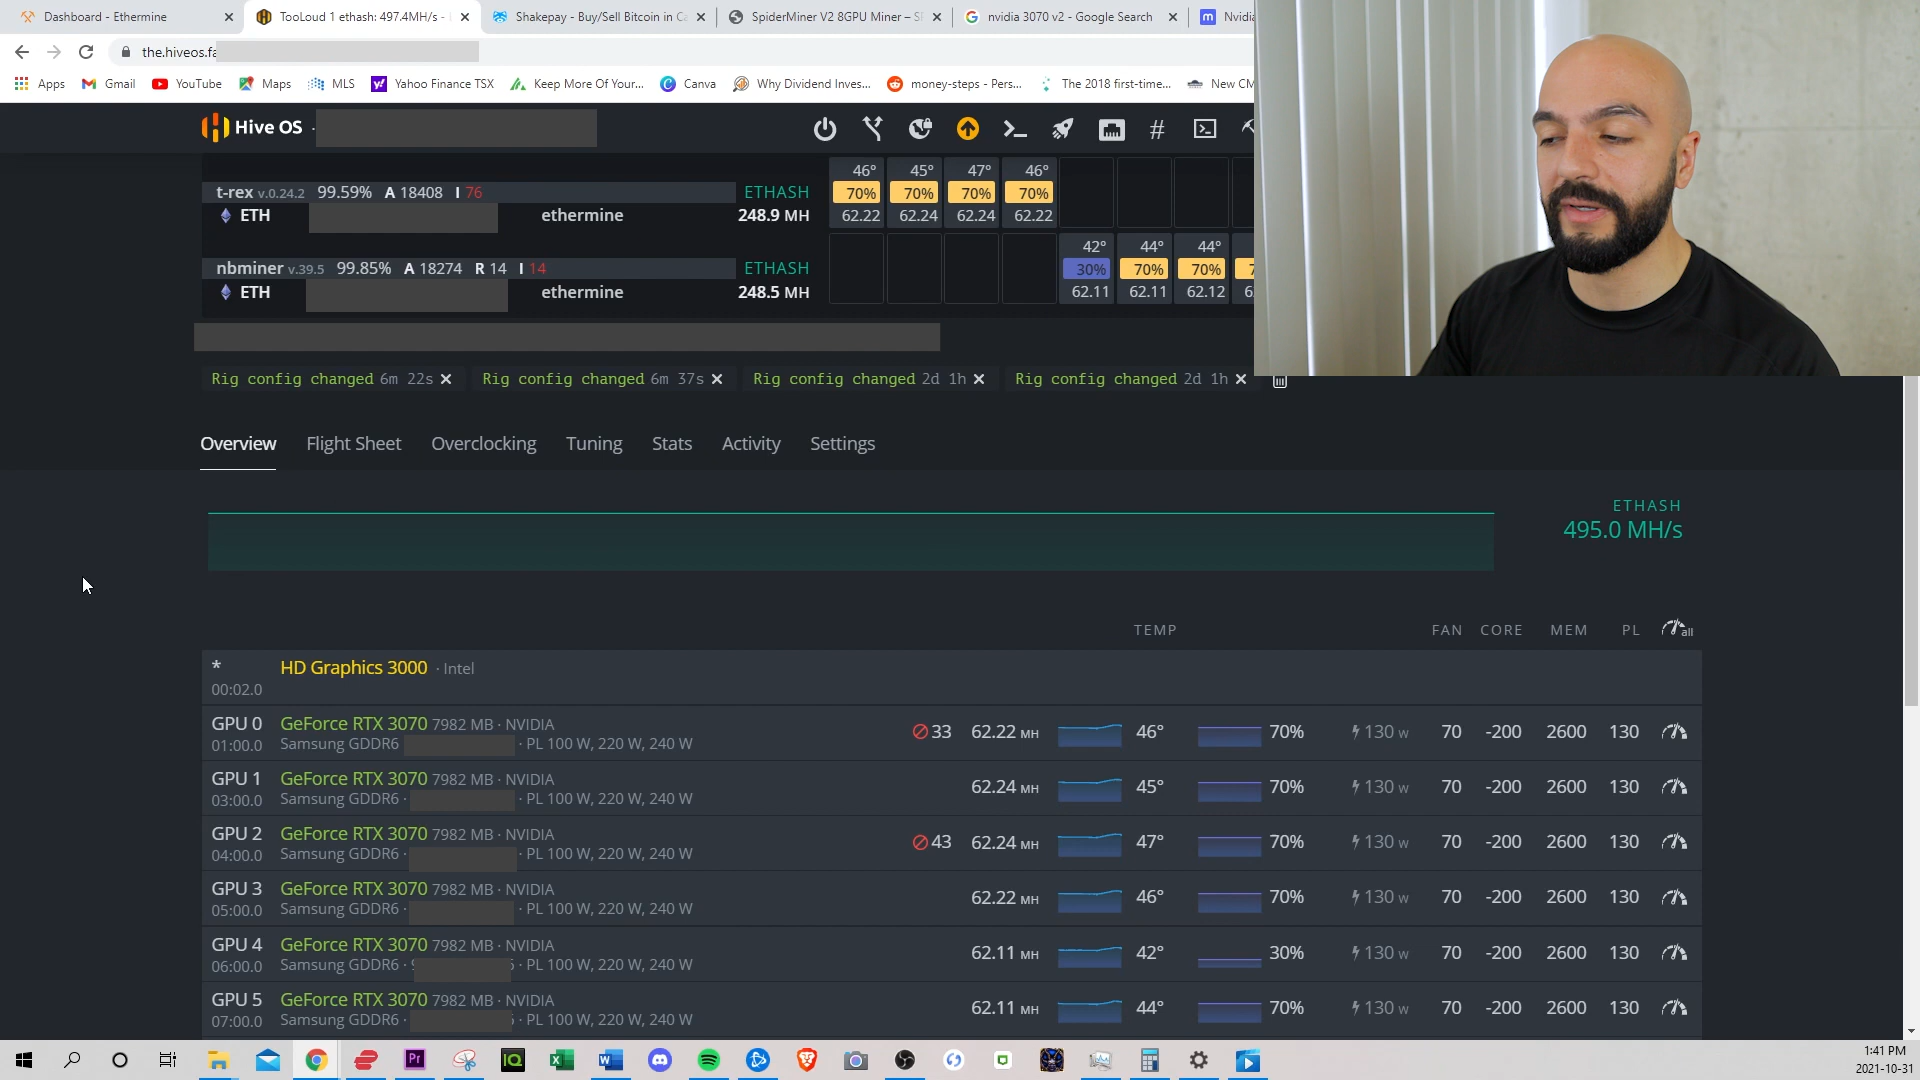 Dashboard - Ethermine
TooLoud 1 ethash: 497.4MH/s -
Shakepay - Buy/Sell Bitcoin in Ca
SpiderMiner V2 8GPU Miner – S
nvidia 3070 v2 - Google Search
Nvidia
the.hiveos.fa
Apps
Gmail
YouTube
Maps
MLS
Yahoo Finance TSX
Keep More Of Your...
Canva
Why Dividend Inves...
money-steps - Pers...
The 2018 first-time...
New CM
Hive OS
t-rex v.0.24.2 99.59% A 18408 I 76 ETHASH
ETH ethermine 248.9 MH
46° 45° 47° 46°
70% 70% 70% 70%
62.22 62.24 62.24 62.22
nbminer v.39.5 99.85% A 18274 R 14 I 14 ETHASH
ETH ethermine 248.5 MH
42° 44° 44°
30% 70% 70% 7
62.11 62.11 62.12 62
Rig config changed 6m 22s Rig config changed 6m 37s Rig config changed 2d 1h Rig config changed 2d 1h
Overview Flight Sheet Overclocking Tuning Stats Activity Settings
ETHASH
495.0 MH/s
TEMP FAN CORE MEM PL all
* HD Graphics 3000 · Intel
00:02.0
GPU 0 GeForce RTX 3070 7982 MB · NVIDIA
01:00.0 Samsung GDDR6 · PL 100 W, 220 W, 240 W
33 62.22 MH 46° 70% 130 W 70 -200 2600 130
GPU 1 GeForce RTX 3070 7982 MB · NVIDIA
03:00.0 Samsung GDDR6 · · PL 100 W, 220 W, 240 W
62.24 MH 45° 70% 130 W 70 -200 2600 130
GPU 2 GeForce RTX 3070 7982 MB · NVIDIA
04:00.0 Samsung GDDR6 · · PL 100 W, 220 W, 240 W
43 62.24 MH 47° 70% 130 W 70 -200 2600 130
GPU 3 GeForce RTX 3070 7982 MB · NVIDIA
05:00.0 Samsung GDDR6 · · PL 100 W, 220 W, 240 W
62.22 MH 46° 70% 130 W 70 -200 2600 130
GPU 4 GeForce RTX 3070 7982 MB · NVIDIA
06:00.0 Samsung GDDR6 · · PL 100 W, 220 W, 240 W
62.11 MH 42° 30% 130 W 70 -200 2600 130
GPU 5 GeForce RTX 3070 7982 MB · NVIDIA
07:00.0 Samsung GDDR6 · · PL 100 W, 220 W, 240 W
62.11 MH 44° 70% 130 W 70 -200 2600 130
Pr
IQ
1:41 PM
2021-10-31